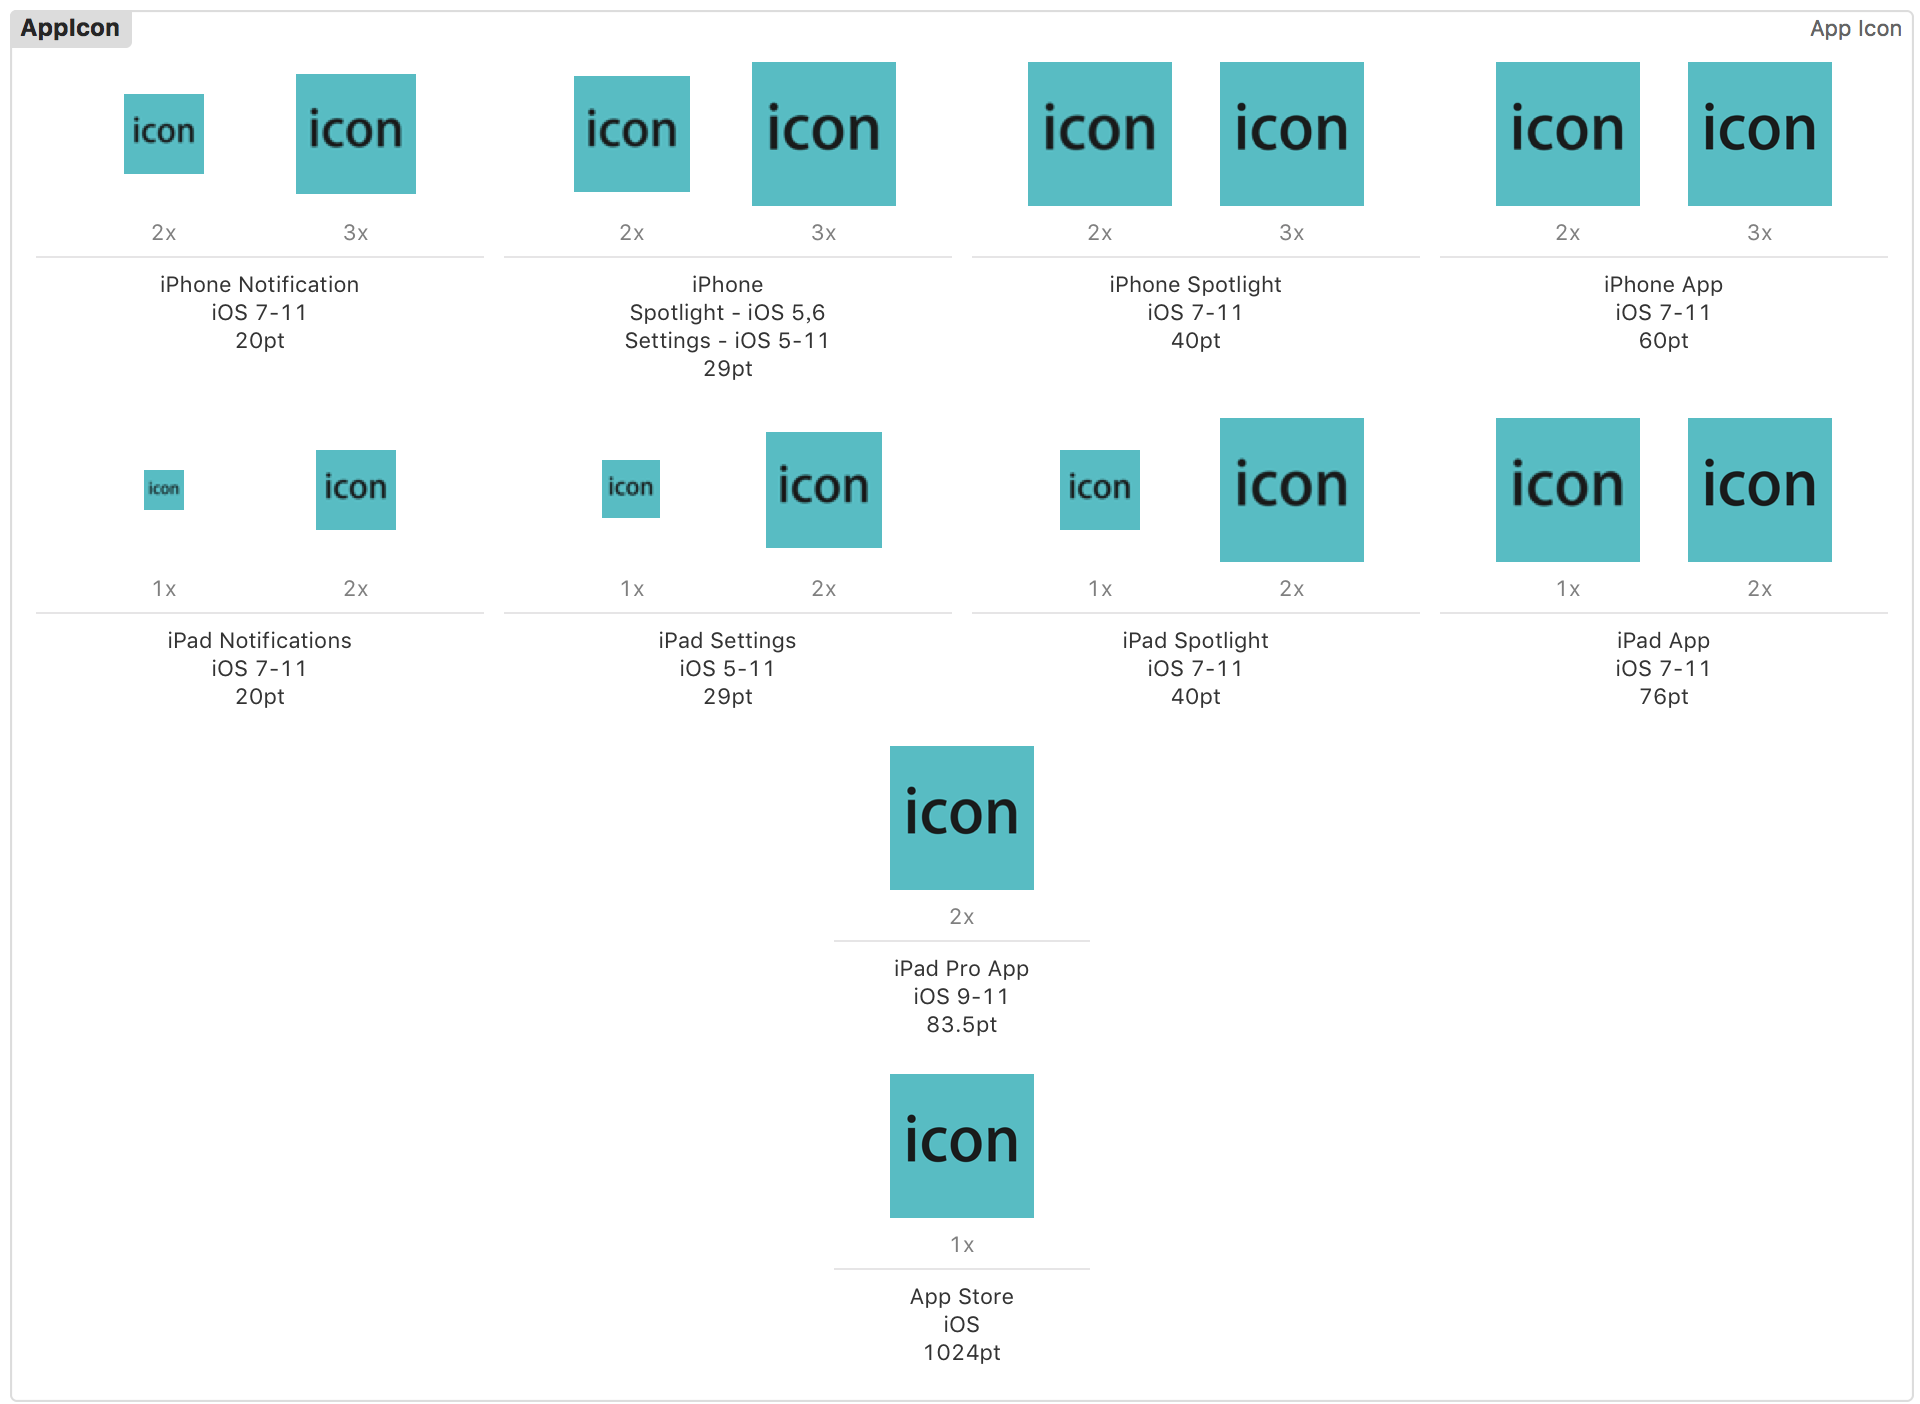 AppIcon
App Icon
icon icon icon icon icon icon icon icon
2x 3x 2x 3x 2x 3x 2x 3x
iPhone Notification
iOS 7-11
20pt
iPhone
Spotlight - iOS 5,6
Settings - iOS 5-11
29pt
iPhone Spotlight
iOS 7-11
40pt
iPhone App
iOS 7-11
60pt
icon icon icon icon icon icon icon icon
1x 2x 1x 2x 1x 2x 1x 2x
iPad Notifications
iOS 7-11
20pt
iPad Settings
iOS 5-11
29pt
iPad Spotlight
iOS 7-11
40pt
iPad App
iOS 7-11
76pt
icon
2x
iPad Pro App
iOS 9-11
83.5pt
icon
1x
App Store
iOS
1024pt